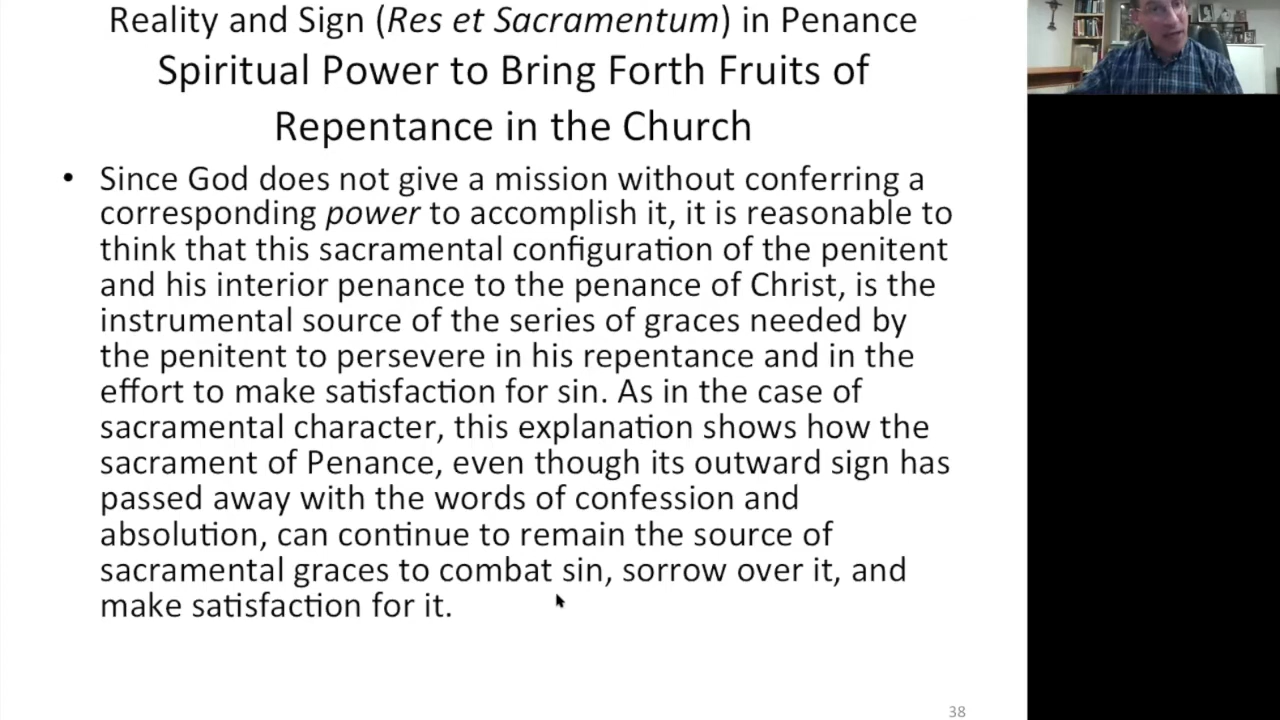 Reality and Sign (Res et Sacramentum) in Penance
Spiritual Power to Bring Forth Fruits of
Repentance in the Church
• Since God does not give a mission without conferring a
corresponding power to accomplish it, it is reasonable to
think that this sacramental configuration of the penitent
and his interior penance to the penance of Christ, is the
instrumental source of the series of graces needed by
the penitent to persevere in his repentance and in the
effort to make satisfaction for sin. As in the case of
sacramental character, this explanation shows how the
sacrament of Penance, even though its outward sign has
passed away with the words of confession and
absolution, can continue to remain the source of
sacramental graces to combat sin, sorrow over it, and
make satisfaction for it.
38